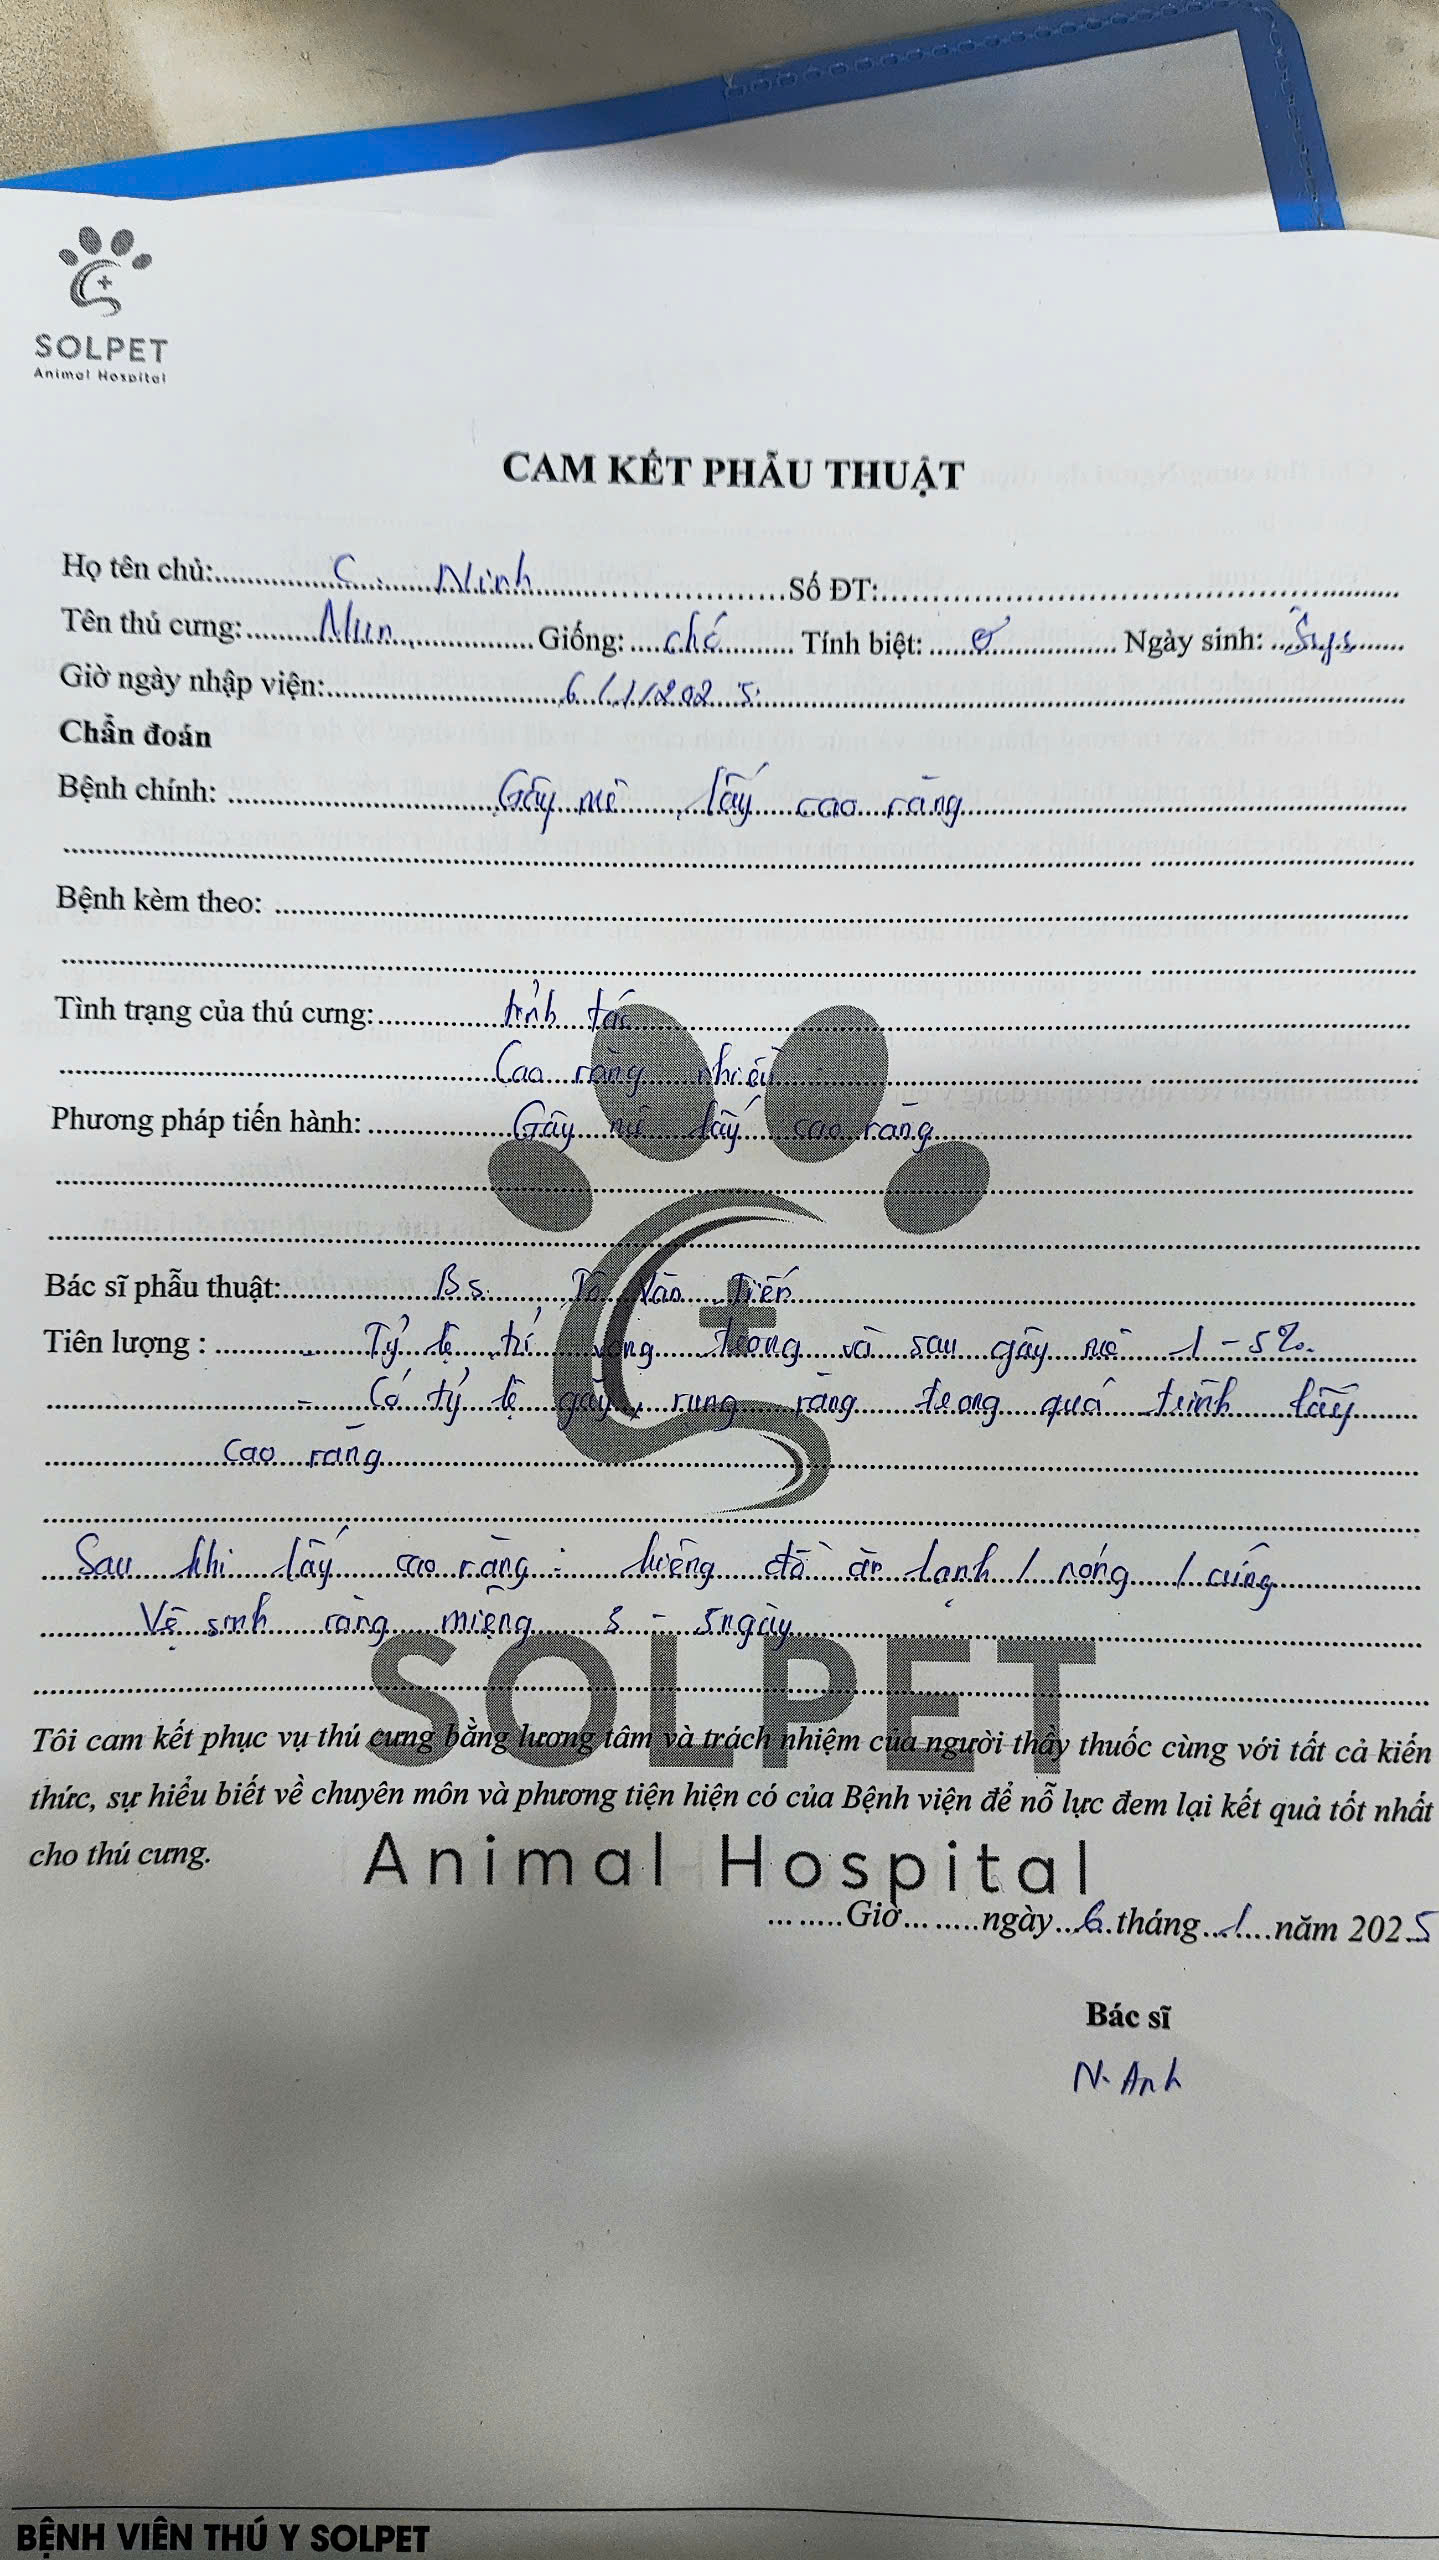 SOLPET
Animal Hospital
CAM KẾT PHẪU THUẬT
Họ tên chủ: C. Ninh Số ĐT:
Tên thú cưng: Mun Giống: chó Tính biệt: ♂ Ngày sinh:
Giờ ngày nhập viện: 6/1/2025
Chẩn đoán
Bệnh chính: Gây mê lấy cao răng
Bệnh kèm theo:
Tình trạng của thú cưng: tỉnh táo
Cao răng nhiều
Phương pháp tiến hành: Gây mê lấy cao răng
Bác sĩ phẫu thuật: Bs. Tô Văn Tiến
Tiên lượng : - Tỷ lệ tử vong trong và sau gây mê 1-5%.
- Có tỷ lệ gãy, rụng răng trong quá trình lấy
cao răng
Sau khi lấy cao răng : kiêng đồ ăn lạnh / nóng / cứng
Vệ sinh răng miệng 3 - 5 ngày
SOLPET
Tôi cam kết phục vụ thú cưng bằng lương tâm và trách nhiệm của người thầy thuốc cùng với tất cả kiến
thức, sự hiểu biết về chuyên môn và phương tiện hiện có của Bệnh viện để nỗ lực đem lại kết quả tốt nhất
cho thú cưng.
Animal Hospital
Giờ ngày 6 tháng 1 năm 2025
Bác sĩ
N. Anh
BỆNH VIÊN THÚ Y SOLPET